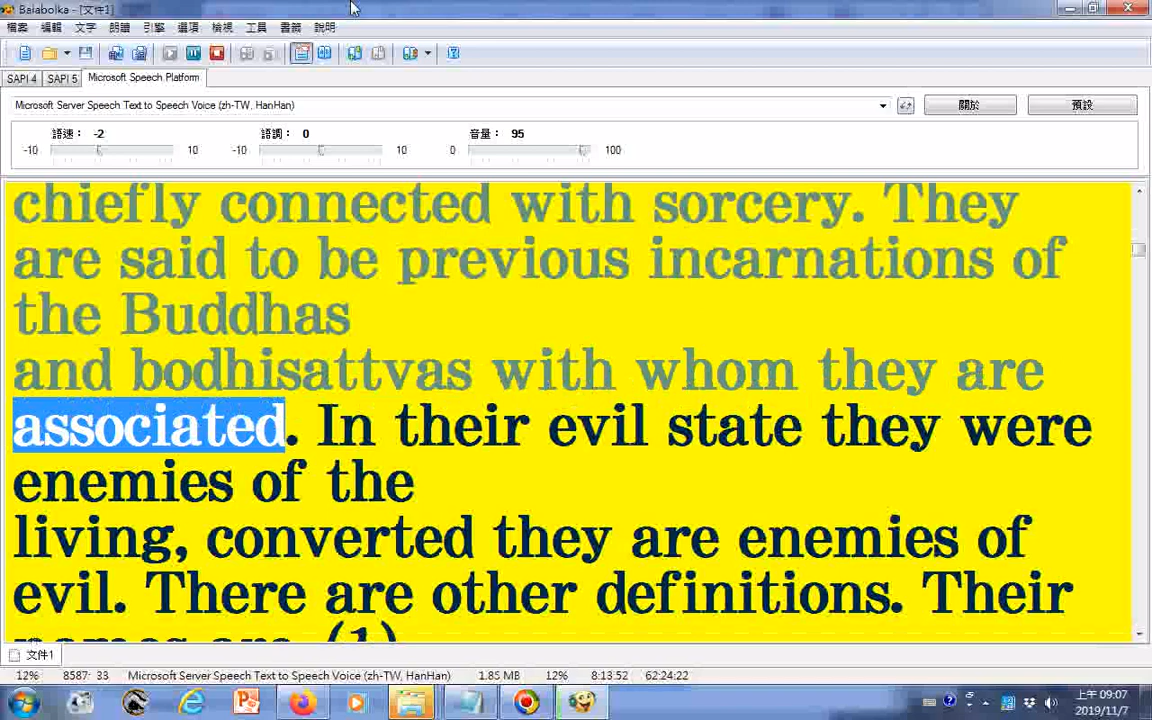 Balabolka - [文件1]
檔案 編輯 文字 朗讀 引擎 選項 檢視 工具 書籤 說明
SAPI 4 SAPI 5 Microsoft Speech Platform
Microsoft Server Speech Text to Speech Voice (zh-TW, HanHan) 關於 預設
語速： -2 語調： 0 音量： 95
-10 10 -10 10 0 100
chiefly connected with sorcery. They
are said to be previous incarnations of
the Buddhas
and bodhisattvas with whom they are
associated. In their evil state they were
enemies of the
living, converted they are enemies of
evil. There are other definitions. Their
names are (1)
文件1
12% 8587: 33 Microsoft Server Speech Text to Speech Voice (zh-TW, HanHan) 1.85 MB 12% 8:13:52 62:24:22
上午 09:07
2019/11/7